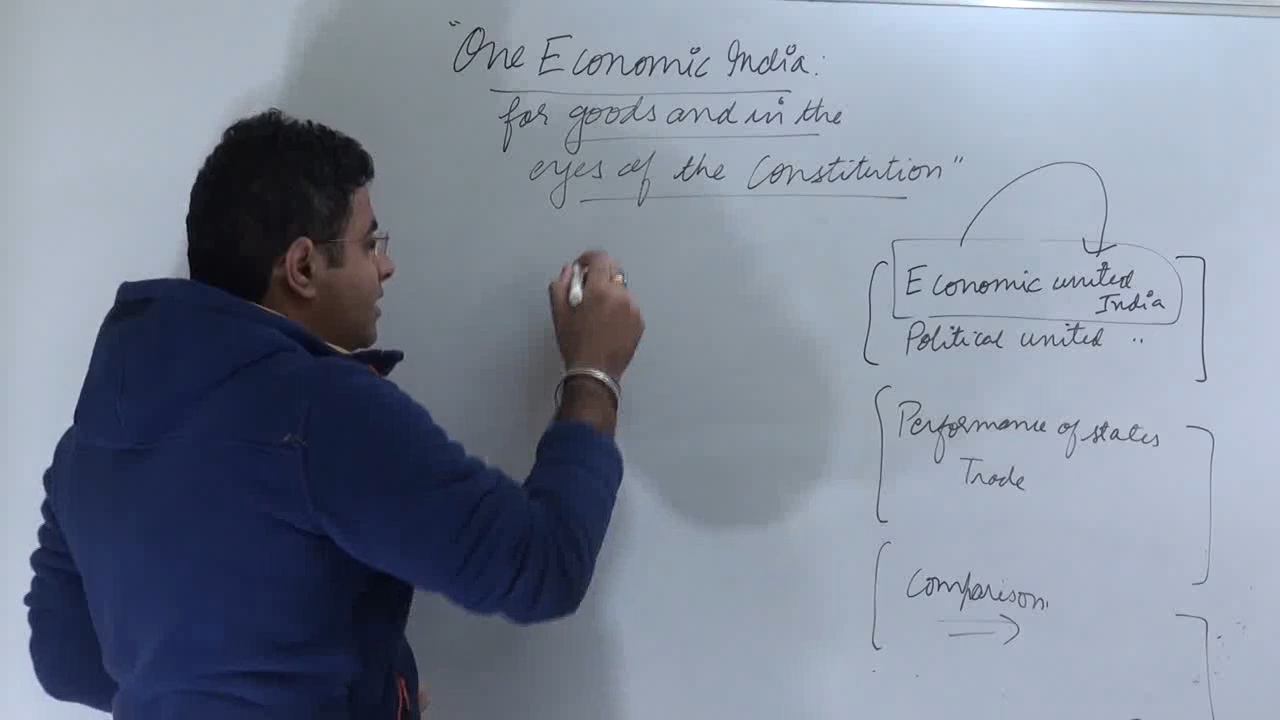 "One Economic India:
for goods and in the
eyes of the Constitution"
Economic united
India
Political united ..
Performance of states
Trade
Comparison